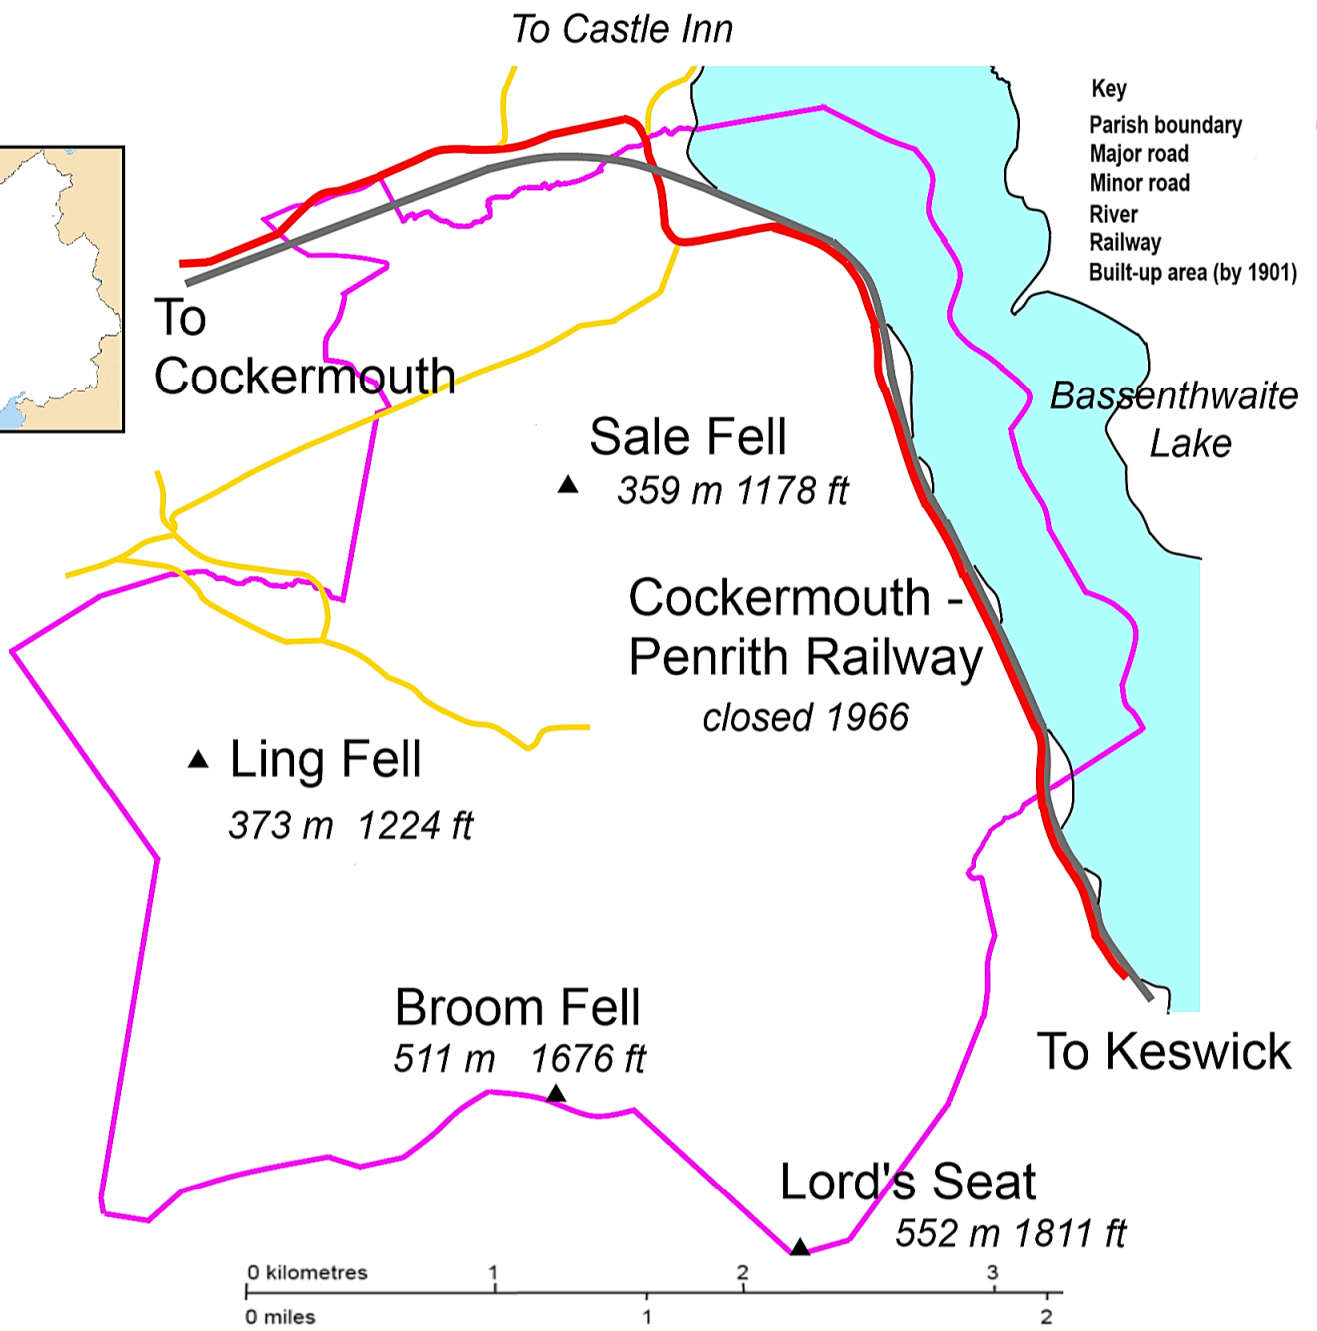 To Castle Inn
Key
Parish boundary
Major road
Minor road
River
Railway
Built-up area (by 1901)
To
Cockermouth
Bassenthwaite
Lake
Sale Fell
359 m 1178 ft
Cockermouth -
Penrith Railway
closed 1966
Ling Fell
373 m 1224 ft
Broom Fell
511 m 1676 ft
To Keswick
Lord's Seat
552 m 1811 ft
0 kilometres 1 2 3
0 miles 1 2